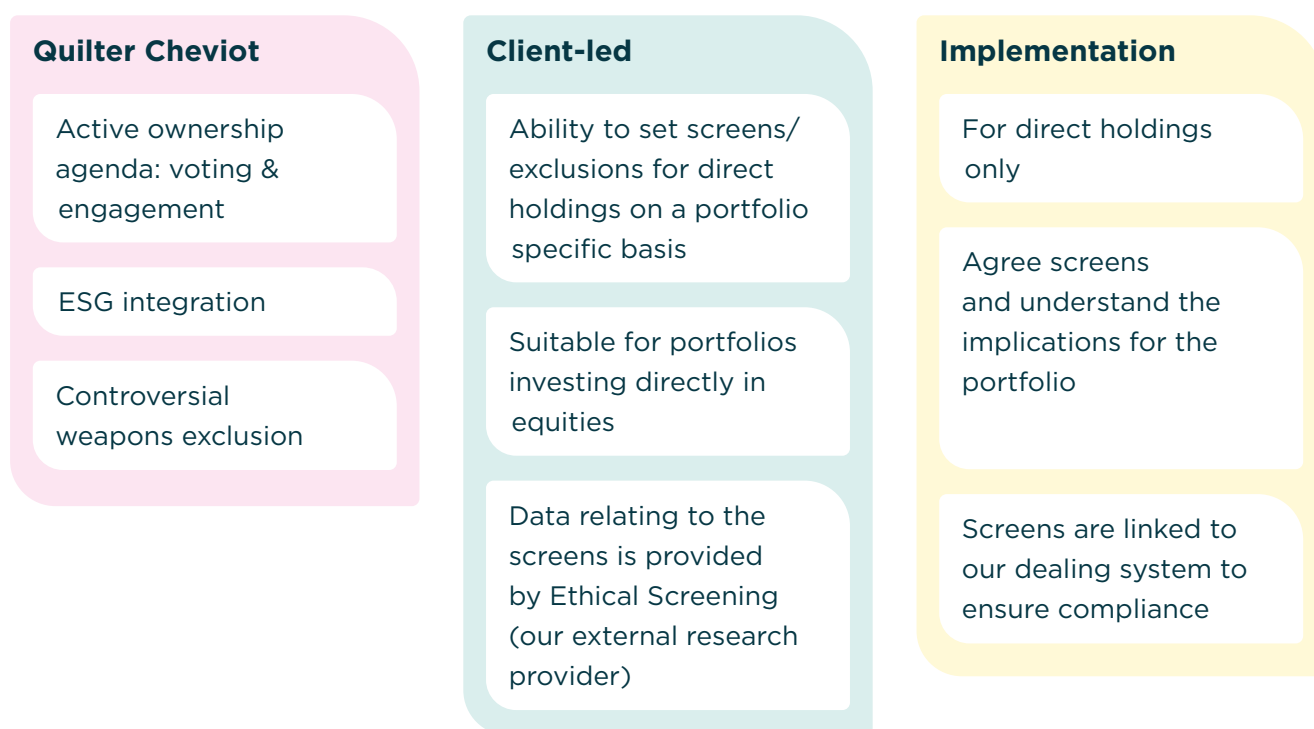 Quilter Cheviot
Active ownership
agenda: voting &
engagement
ESG integration
Controversial
weapons exclusion
Client-led
Ability to set screens/
exclusions for direct
holdings on a portfolio
specific basis
Suitable for portfolios
investing directly in
equities
Data relating to the
screens is provided
by Ethical Screening
(our external research
provider)
Implementation
For direct holdings
only
Agree screens
and understand the
implications for the
portfolio
Screens are linked to
our dealing system to
ensure compliance